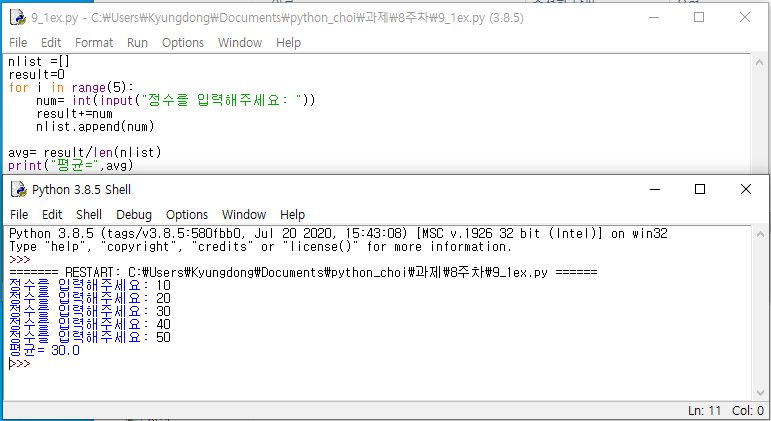 9_1ex.py - C:₩Users₩Kyungdong₩Documents₩python_choi₩과제₩8주차₩9_1ex.py (3.8.5)
File Edit Format Run Options Window Help
nlist =[]
result=0
for i in range(5):
    num= int(input("정수를 입력해주세요: "))
    result+=num
    nlist.append(num)
avg= result/len(nlist)
print("평균=",avg)
Python 3.8.5 Shell
File Edit Shell Debug Options Window Help
Python 3.8.5 (tags/v3.8.5:580fbb0, Jul 20 2020, 15:43:08) [MSC v.1926 32 bit (Intel)] on win32
Type "help", "copyright", "credits" or "license()" for more information.
>>>
======= RESTART: C:₩Users₩Kyungdong₩Documents₩python_choi₩과제₩8주차₩9_1ex.py ======
정수를 입력해주세요: 10
정수를 입력해주세요: 20
정수를 입력해주세요: 30
정수를 입력해주세요: 40
정수를 입력해주세요: 50
평균= 30.0
>>>
Ln: 11 Col: 0